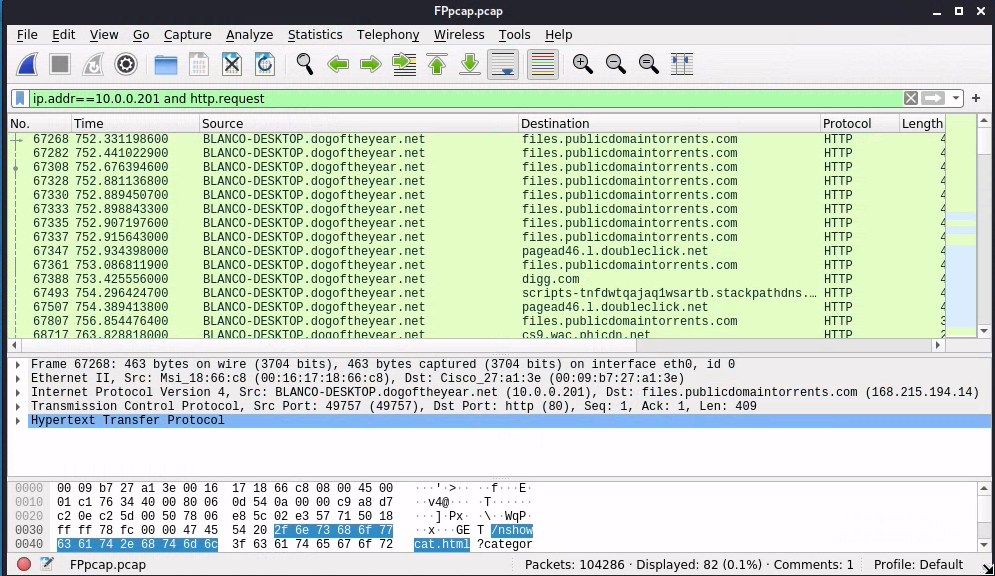 FPpcap.pcap
File Edit View Go Capture Analyze Statistics Telephony Wireless Tools Help
ip.addr==10.0.0.201 and http.request
No. Time Source Destination Protocol Length
67268 752.331198600 BLANCO-DESKTOP.dogoftheyear.net files.publicdomaintorrents.com HTTP 4
67282 752.441022900 BLANCO-DESKTOP.dogoftheyear.net files.publicdomaintorrents.com HTTP 4
67308 752.676394600 BLANCO-DESKTOP.dogoftheyear.net files.publicdomaintorrents.com HTTP 4
67328 752.881136800 BLANCO-DESKTOP.dogoftheyear.net files.publicdomaintorrents.com HTTP 4
67330 752.889450700 BLANCO-DESKTOP.dogoftheyear.net files.publicdomaintorrents.com HTTP 4
67333 752.898843300 BLANCO-DESKTOP.dogoftheyear.net files.publicdomaintorrents.com HTTP 4
67335 752.907197600 BLANCO-DESKTOP.dogoftheyear.net files.publicdomaintorrents.com HTTP 4
67337 752.915643000 BLANCO-DESKTOP.dogoftheyear.net files.publicdomaintorrents.com HTTP 4
67347 752.934398000 BLANCO-DESKTOP.dogoftheyear.net pagead46.l.doubleclick.net HTTP 4
67361 753.086811900 BLANCO-DESKTOP.dogoftheyear.net files.publicdomaintorrents.com HTTP 4
67388 753.425556000 BLANCO-DESKTOP.dogoftheyear.net digg.com HTTP 4
67493 754.296424700 BLANCO-DESKTOP.dogoftheyear.net scripts-tnfdwtqajaq1wsartb.stackpathdns.… HTTP 4
67507 754.389413800 BLANCO-DESKTOP.dogoftheyear.net pagead46.l.doubleclick.net HTTP 4
67807 756.854476400 BLANCO-DESKTOP.dogoftheyear.net files.publicdomaintorrents.com HTTP 3
68717 763.828818000 BLANCO-DESKTOP.dogoftheyear.net cs9.wac.phicdn.net HTTP 2
Frame 67268: 463 bytes on wire (3704 bits), 463 bytes captured (3704 bits) on interface eth0, id 0
Ethernet II, Src: Msi_18:66:c8 (00:16:17:18:66:c8), Dst: Cisco_27:a1:3e (00:09:b7:27:a1:3e)
Internet Protocol Version 4, Src: BLANCO-DESKTOP.dogoftheyear.net (10.0.0.201), Dst: files.publicdomaintorrents.com (168.215.194.14)
Transmission Control Protocol, Src Port: 49757 (49757), Dst Port: http (80), Seq: 1, Ack: 1, Len: 409
Hypertext Transfer Protocol
0000 00 09 b7 27 a1 3e 00 16 17 18 66 c8 08 00 45 00 ···'·>·· ··f···E·
0010 01 c1 76 34 40 00 80 06 0d 54 0a 00 00 c9 a8 d7 ··v4@··· ·T······
0020 c2 0e c2 5d 00 50 78 06 e8 5c 02 e3 57 71 50 18 ···]·Px· ·\··WqP·
0030 ff ff 78 fc 00 00 47 45 54 20 2f 6e 73 68 6f 77 ··x···GE T /nshow
0040 63 61 74 2e 68 74 6d 6c 3f 63 61 74 65 67 6f 72 cat.html ?categor
FPpcap.pcap Packets: 104286 · Displayed: 82 (0.1%) · Comments: 1 Profile: Default